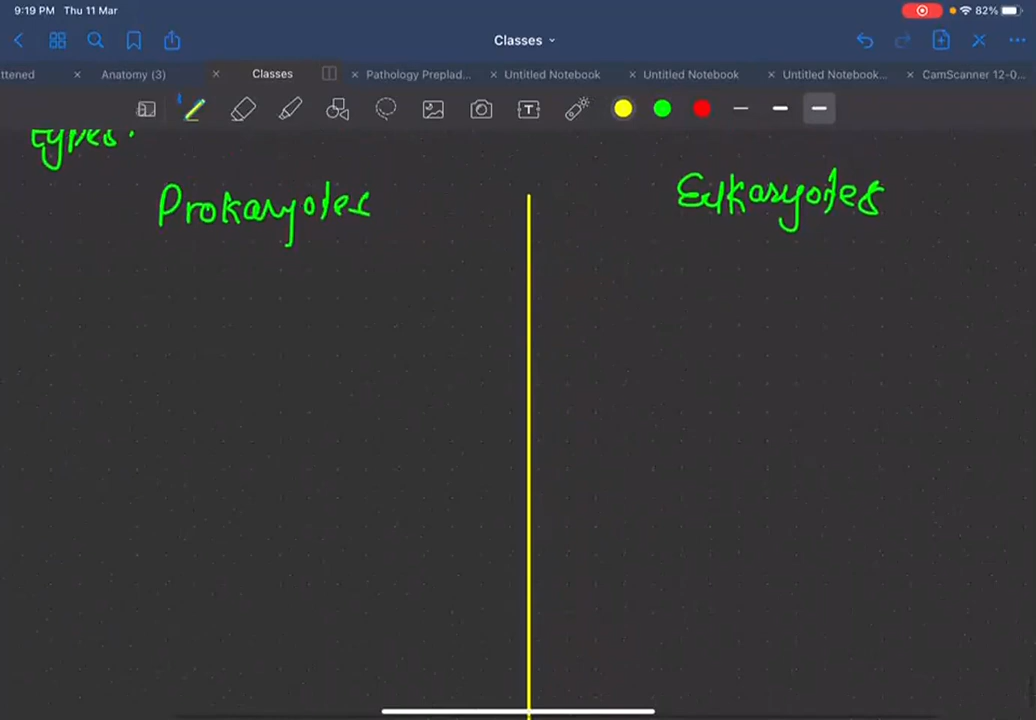 9:19 PM Thu 11 Mar 82%
Classes
ttened Anatomy (3) Classes Pathology Preplad... Untitled Notebook Untitled Notebook Untitled Notebook... CamScanner 12-0...
T
types:
Prokaryotes Eukaryotes